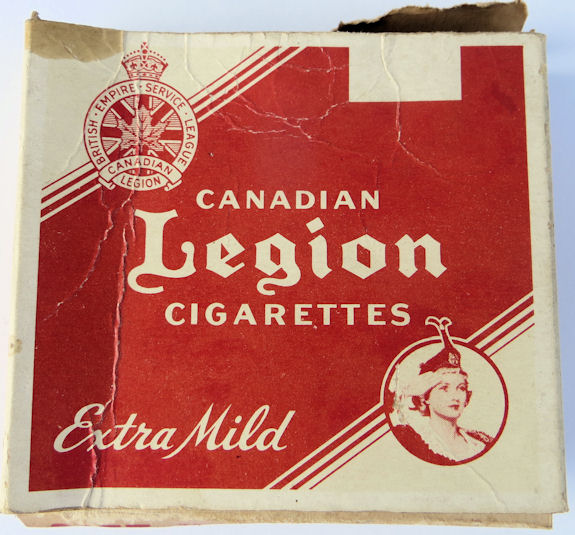 BRITISH · EMPIRE · SERVICE · LEAGUE
CANADIAN
LEGION
CANADIAN
Legion
CIGARETTES
Extra Mild